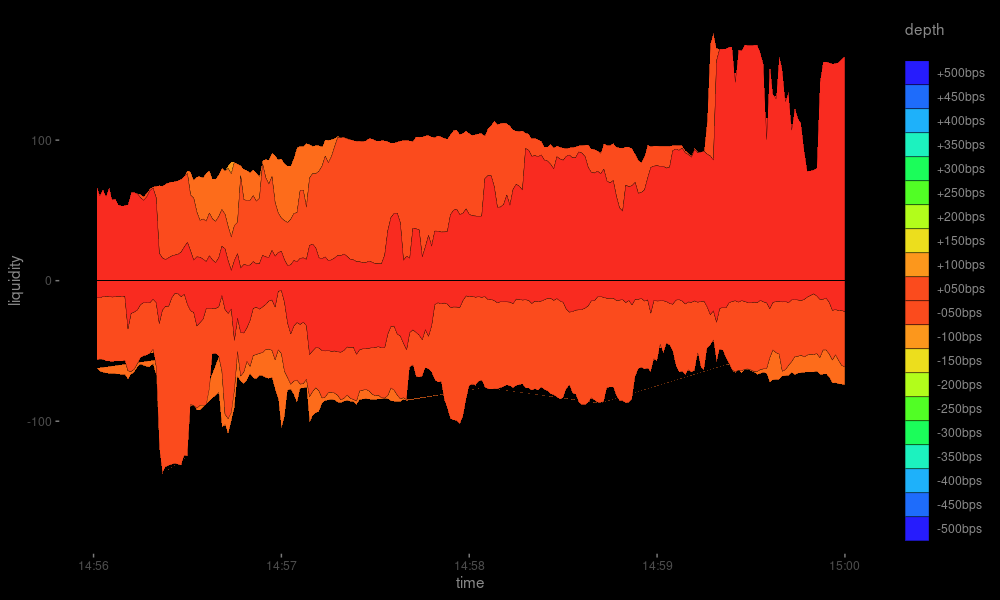 depth
+500bps
+450bps
+400bps
+350bps
+300bps
+250bps
+200bps
+150bps
+100bps
+050bps
-050bps
-100bps
-150bps
-200bps
-250bps
-300bps
-350bps
-400bps
-450bps
-500bps
liquidity
100
0
-100
14:56 14:57 14:58 14:59 15:00
time